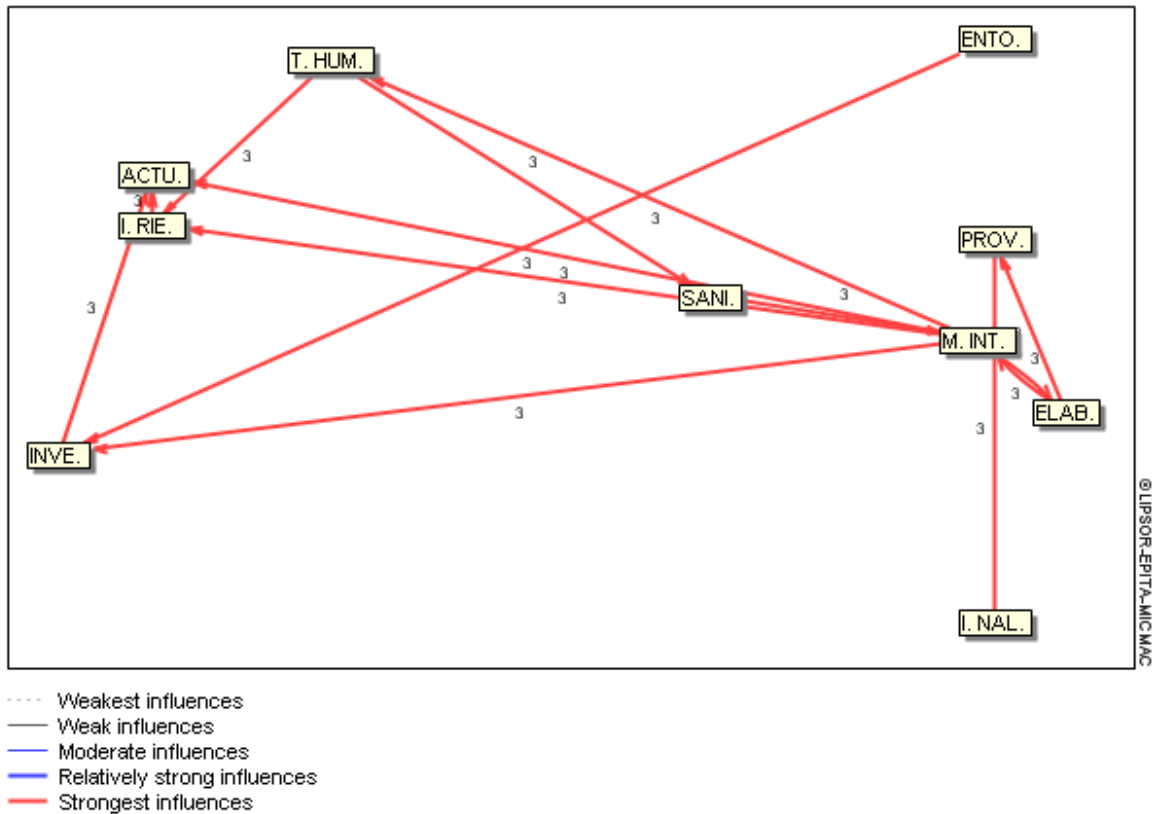 ENTO.
T. HUM.
3
3
ACTU.
3
I. RIE.
3
PROV.
3
3
SANI.
3
3
3
M. INT.
3
3
ELAB.
3
3
INVE.
I. NAL.
©LIPSOR-EPITA-MICMAC
Weakest influences
Weak influences
Moderate influences
Relatively strong influences
Strongest influences